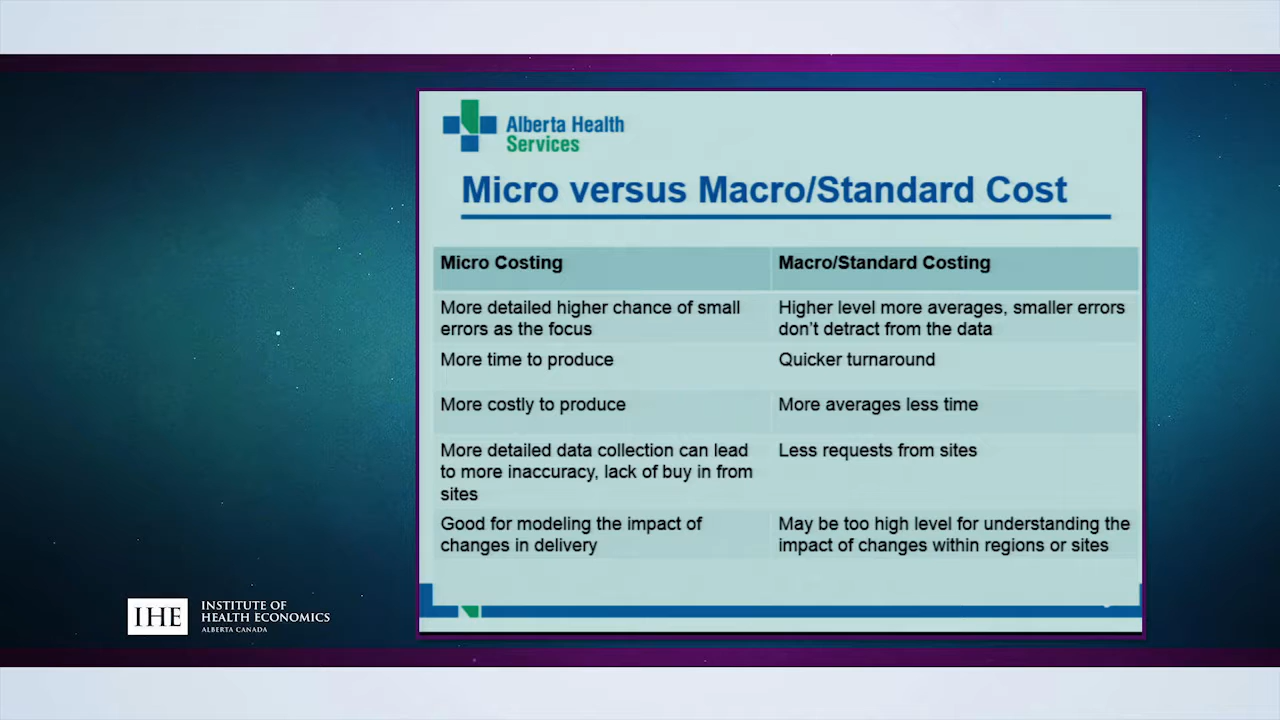 Alberta Health
Services
Micro versus Macro/Standard Cost
Micro Costing
Macro/Standard Costing
More detailed higher chance of small
errors as the focus
Higher level more averages, smaller errors
don't detract from the data
More time to produce
Quicker turnaround
More costly to produce
More averages less time
More detailed data collection can lead
to more inaccuracy, lack of buy in from
sites
Less requests from sites
Good for modeling the impact of
changes in delivery
May be too high level for understanding the
impact of changes within regions or sites
IHE
INSTITUTE OF
HEALTH ECONOMICS
ALBERTA CANADA